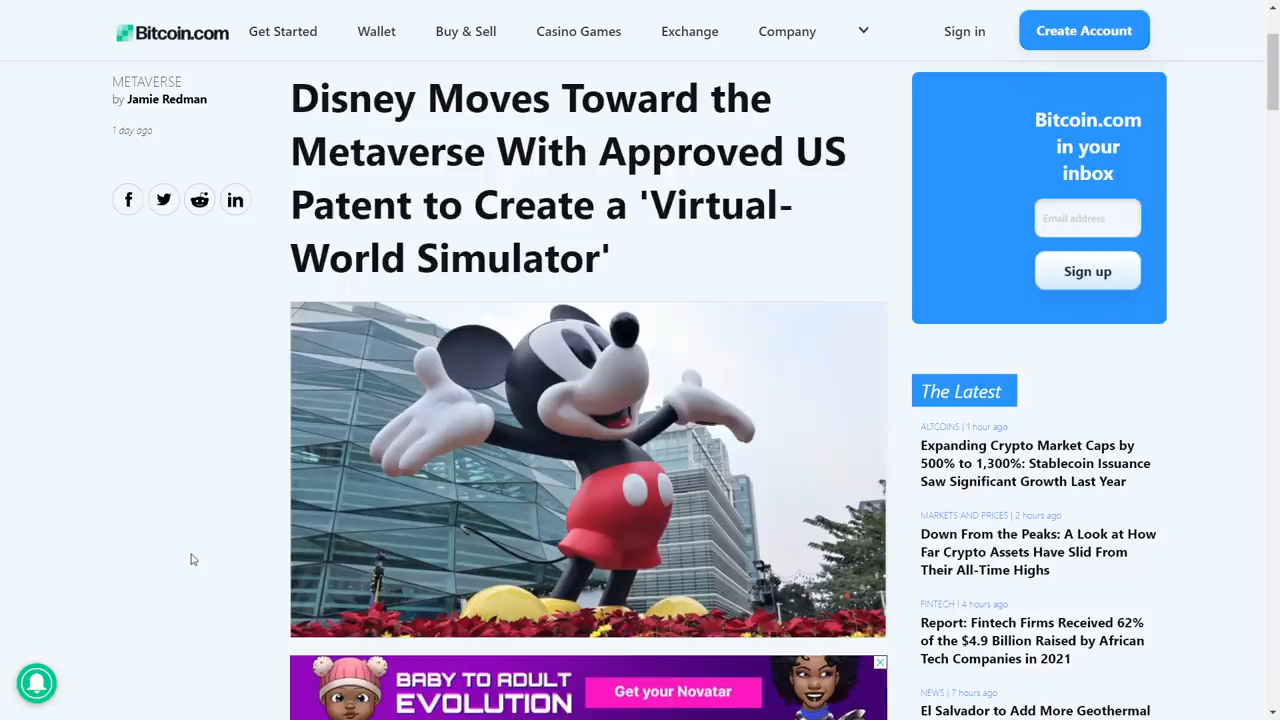 Bitcoin.com
Get Started
Wallet
Buy & Sell
Casino Games
Exchange
Company
Sign in
Create Account
METAVERSE
by Jamie Redman
1 day ago
Disney Moves Toward the
Metaverse With Approved US
Patent to Create a 'Virtual-
World Simulator'
BABY TO ADULT
EVOLUTION
Get your Novatar
Bitcoin.com
in your
inbox
Email address
Sign up
The Latest
ALTCOINS | 1 hour ago
Expanding Crypto Market Caps by
500% to 1,300%: Stablecoin Issuance
Saw Significant Growth Last Year
MARKETS AND PRICES | 2 hours ago
Down From the Peaks: A Look at How
Far Crypto Assets Have Slid From
Their All-Time Highs
FINTECH | 4 hours ago
Report: Fintech Firms Received 62%
of the $4.9 Billion Raised by African
Tech Companies in 2021
NEWS | 7 hours ago
El Salvador to Add More Geothermal